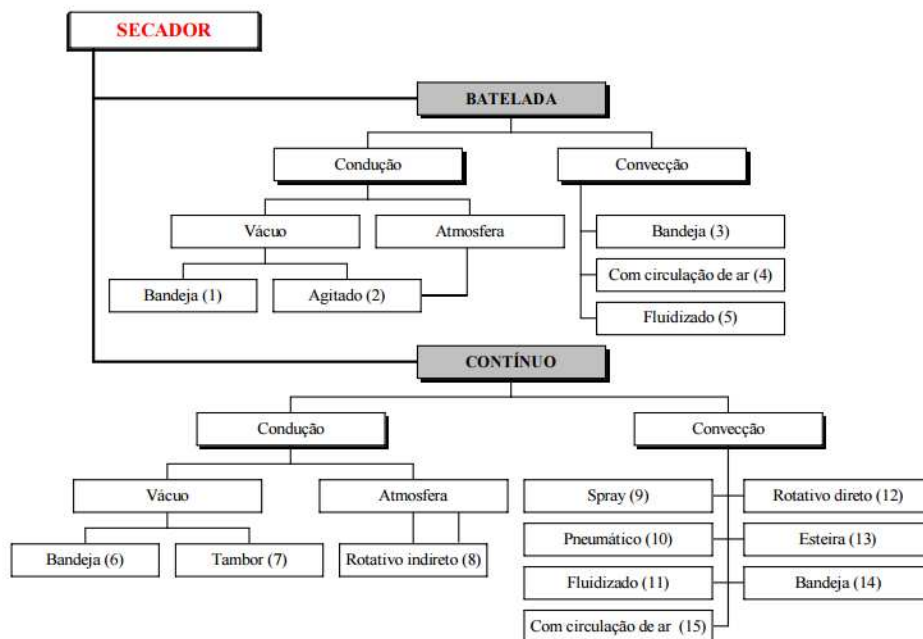 SECADOR
BATELADA
Condução
Convecção
Vácuo
Atmosfera
Bandeja (3)
Bandeja (1)
Agitado (2)
Com circulação de ar (4)
Fluidizado (5)
CONTÍNUO
Condução
Convecção
Vácuo
Atmosfera
Spray (9)
Rotativo direto (12)
Bandeja (6)
Tambor (7)
Rotativo indireto (8)
Pneumático (10)
Esteira (13)
Fluidizado (11)
Bandeja (14)
Com circulação de ar (15)